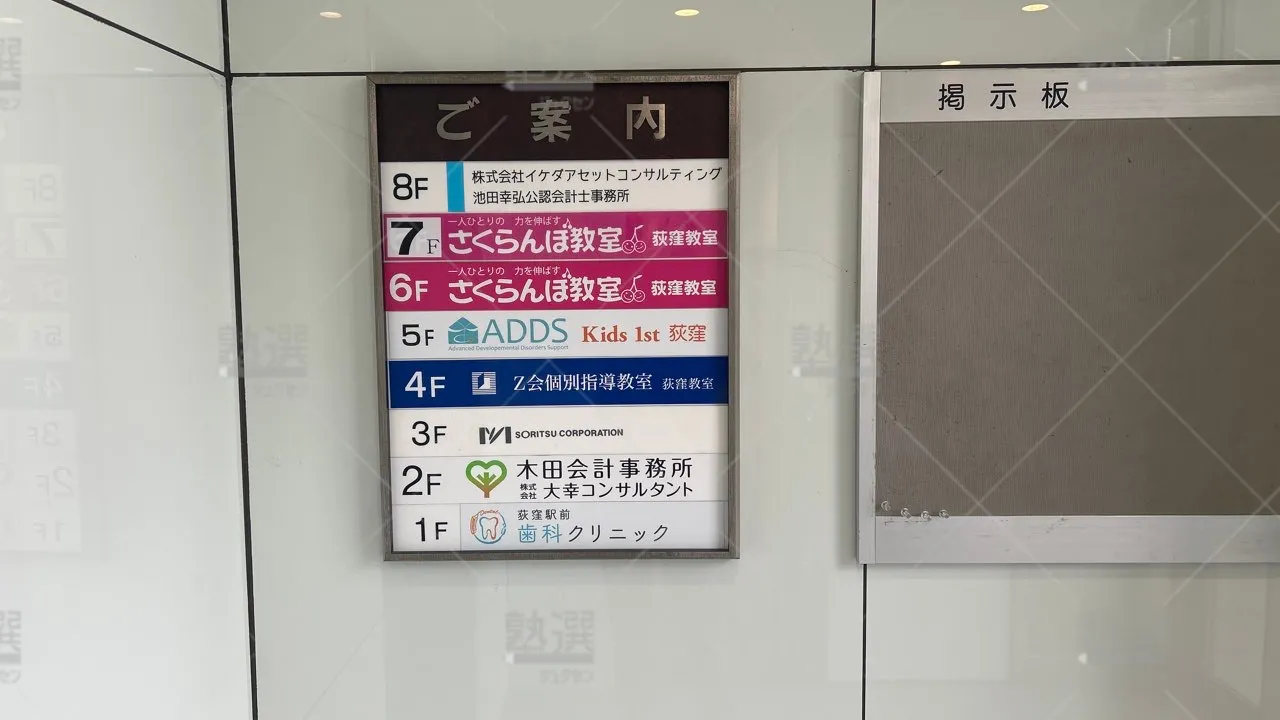 ご案内
8F
株式会社イケダアセットコンサルティング
池田幸弘公認会計士事務所
7F
一人ひとりの 力を伸ばす
さくらんぼ教室 荻窪教室
6F
一人ひとりの 力を伸ばす
さくらんぼ教室 荻窪教室
5F
ADDS Kids 1st 荻窪
Advanced Developmental Disorders Support
4F Z会個別指導教室 荻窪教室
3F SORITSU CORPORATION
2F
木田会計事務所
株式会社 大幸コンサルタント
1F
荻窪駅前
歯科クリニック
掲示板
塾選
ジュクセン